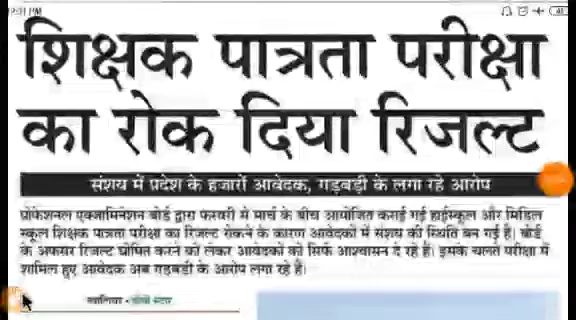 शिक्षक पात्रता परीक्षा
का रोक दिया रिजल्ट
संशय में प्रदेश के हजारों आवेदक, गड़बड़ी के लगा रहे आरोप
प्रोफेशनल एक्जामिनेशन बोर्ड द्वारा फरवरी से मार्च के बीच आयोजित कराई गई हाईस्कूल और मिडिल
स्कूल शिक्षक पात्रता परीक्षा का रिजल्ट रोकने के कारण आवेदकों में संशय की स्थिति बन गई है। बोर्ड
के अफसर रिजल्ट घोषित करने को लेकर आवेदकों को सिर्फ आश्वासन दे रहे हैं। इसके चलते परीक्षा में
शामिल हुए आवेदक अब गड़बड़ी के आरोप लगा रहे हैं।